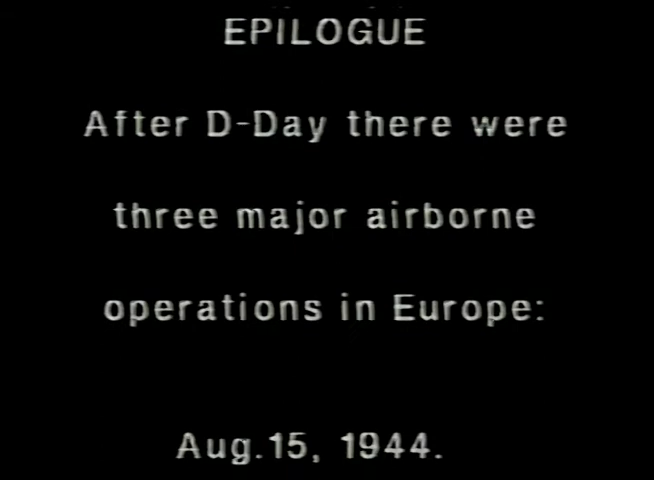 EPILOGUE
After D-Day there were
three major airborne
operations in Europe:
Aug.15, 1944.